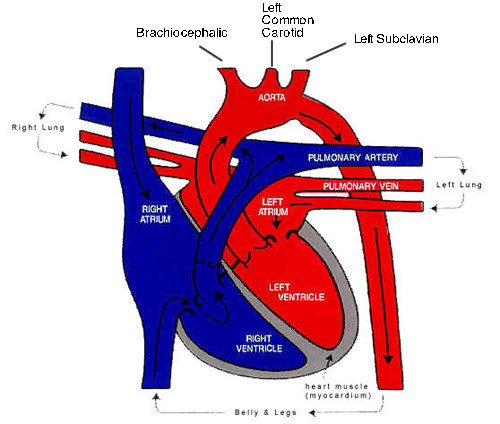 Left
Common
Carotid
Brachiocephalic
Left Subclavian
AORTA
Right Lung
PULMONARY ARTERY
PULMONARY VEIN
Left Lung
LEFT
ATRIUM
RIGHT
ATRIUM
LEFT
VENTRICLE
RIGHT
VENTRICLE
heart muscle
(myocardium)
Belly & Legs